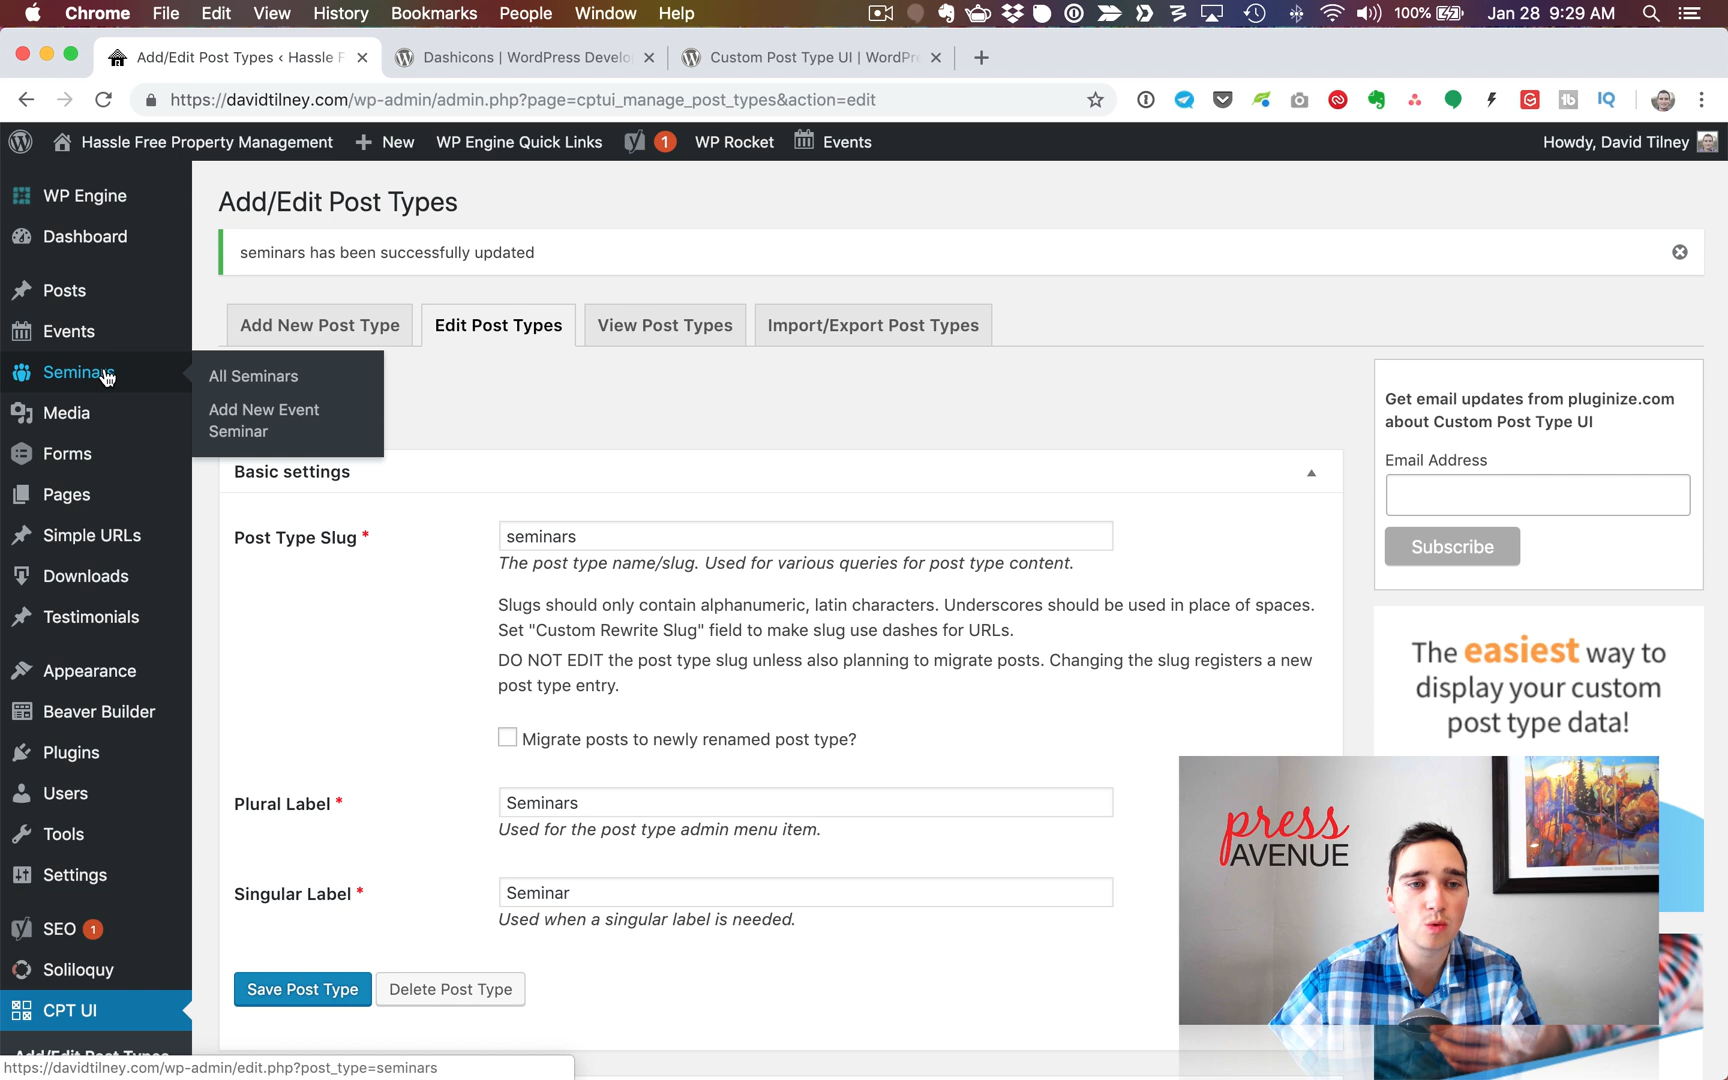 Chrome File Edit View History Bookmarks People Window Help 100% Jan 28 9:29 AM
Add/Edit Post Types ‹ Hassle F Dashicons | WordPress Develo Custom Post Type UI | WordPr
https://davidtilney.com/wp-admin/admin.php?page=cptui_manage_post_types&action=edit
Hassle Free Property Management New WP Engine Quick Links 1 WP Rocket Events Howdy, David Tilney
WP Engine
Dashboard
Posts
Events
Seminars
Media
Forms
Pages
Simple URLs
Downloads
Testimonials
Appearance
Beaver Builder
Plugins
Users
Tools
Settings
SEO 1
Soliloquy
CPT UI
Add/Edit Post Types
https://davidtilney.com/wp-admin/edit.php?post_type=seminars
All Seminars
Add New Event
Seminar
Add/Edit Post Types
seminars has been successfully updated
Add New Post Type Edit Post Types View Post Types Import/Export Post Types
Basic settings
Post Type Slug * seminars
The post type name/slug. Used for various queries for post type content.
Slugs should only contain alphanumeric, latin characters. Underscores should be used in place of spaces.
Set "Custom Rewrite Slug" field to make slug use dashes for URLs.
DO NOT EDIT the post type slug unless also planning to migrate posts. Changing the slug registers a new
post type entry.
Migrate posts to newly renamed post type?
Plural Label * Seminars
Used for the post type admin menu item.
Singular Label * Seminar
Used when a singular label is needed.
Save Post Type Delete Post Type
Get email updates from pluginize.com
about Custom Post Type UI
Email Address
Subscribe
The easiest way to
display your custom
post type data!
press
AVENUE